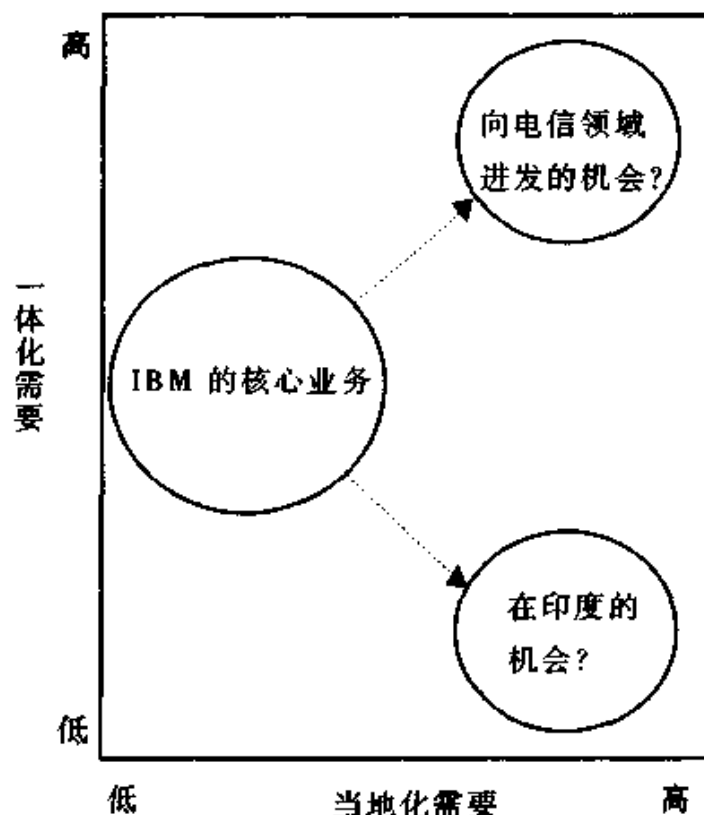 高
向电信领域
进发的机会?
一体化需要
IBM 的核心业务
在印度的
机会?
低
低
当地化需要
高